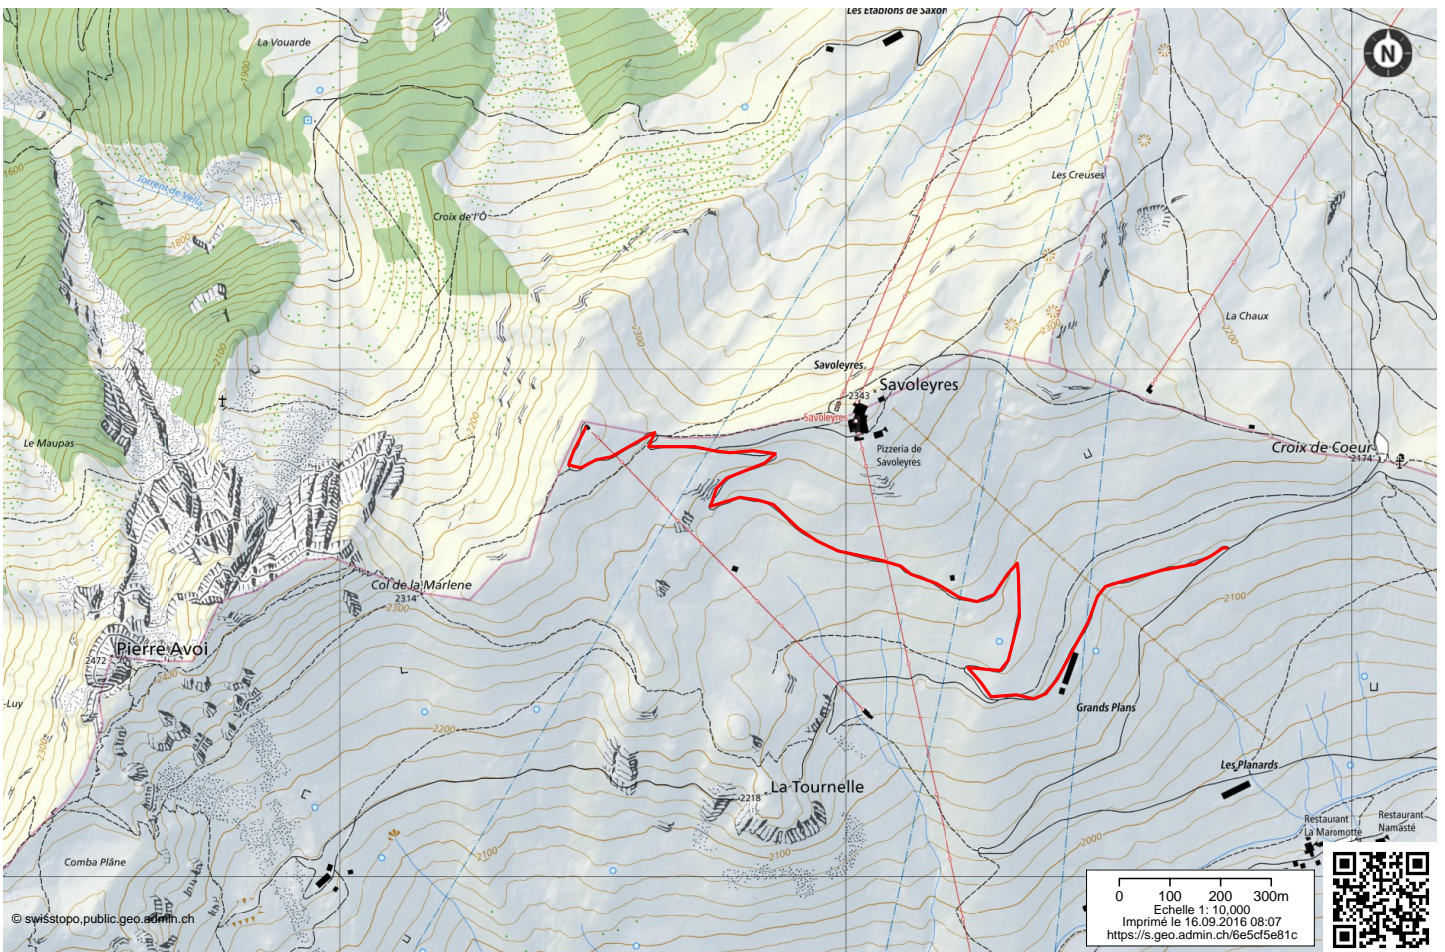 Les Etablons de Saxon
La Vouarde
N
2100
1900
1600
Torrent de Vella
1800
Croix de l'Ô
Les Creuses
2300
2300
La Chaux
2200
2100
2200
Savoleyres
Savoleyres
2343
Savoleyres
Pizzeria de
Savoleyres
Le Maupas
Croix de Coeur
2174
Col de la Marlene
2314
2300
2100
Pierre Avoi
2472
2400
-Luy
2300
2200
Grands Plans
La Tournelle
2218
Les Planards
Restaurant
La Maromotte
Restaurant
Namasté
2000
2100
2100
Comba Plâne
0 100 200 300m
Echelle 1: 10,000
Imprimé le 16.09.2016 08:07
https://s.geo.admin.ch/6e5cf5e81c
© swisstopo,public.geo.admin.ch